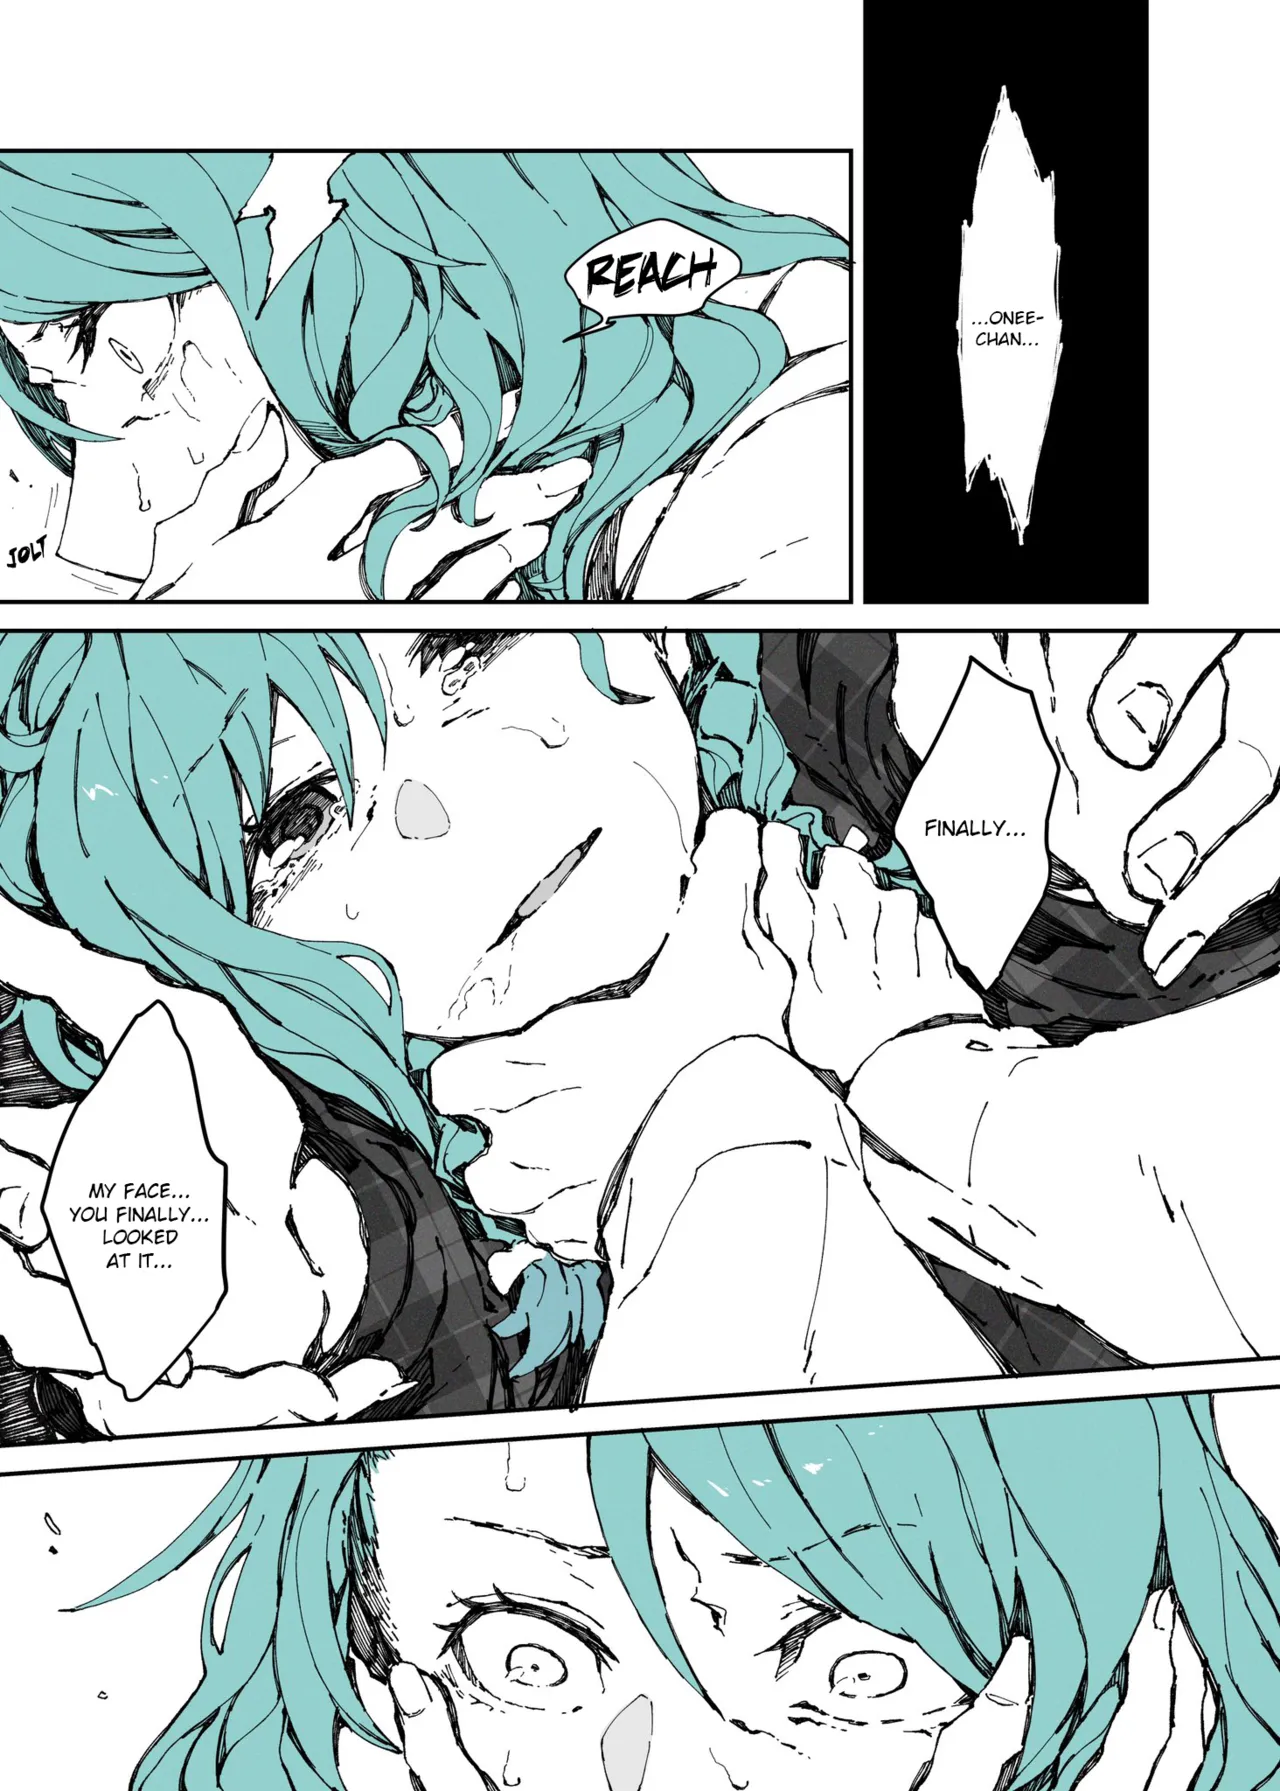 ...ONEE-
CHAN...
REACH
JOLT
FINALLY...
MY FACE...
YOU FINALLY...
LOOKED
AT IT...